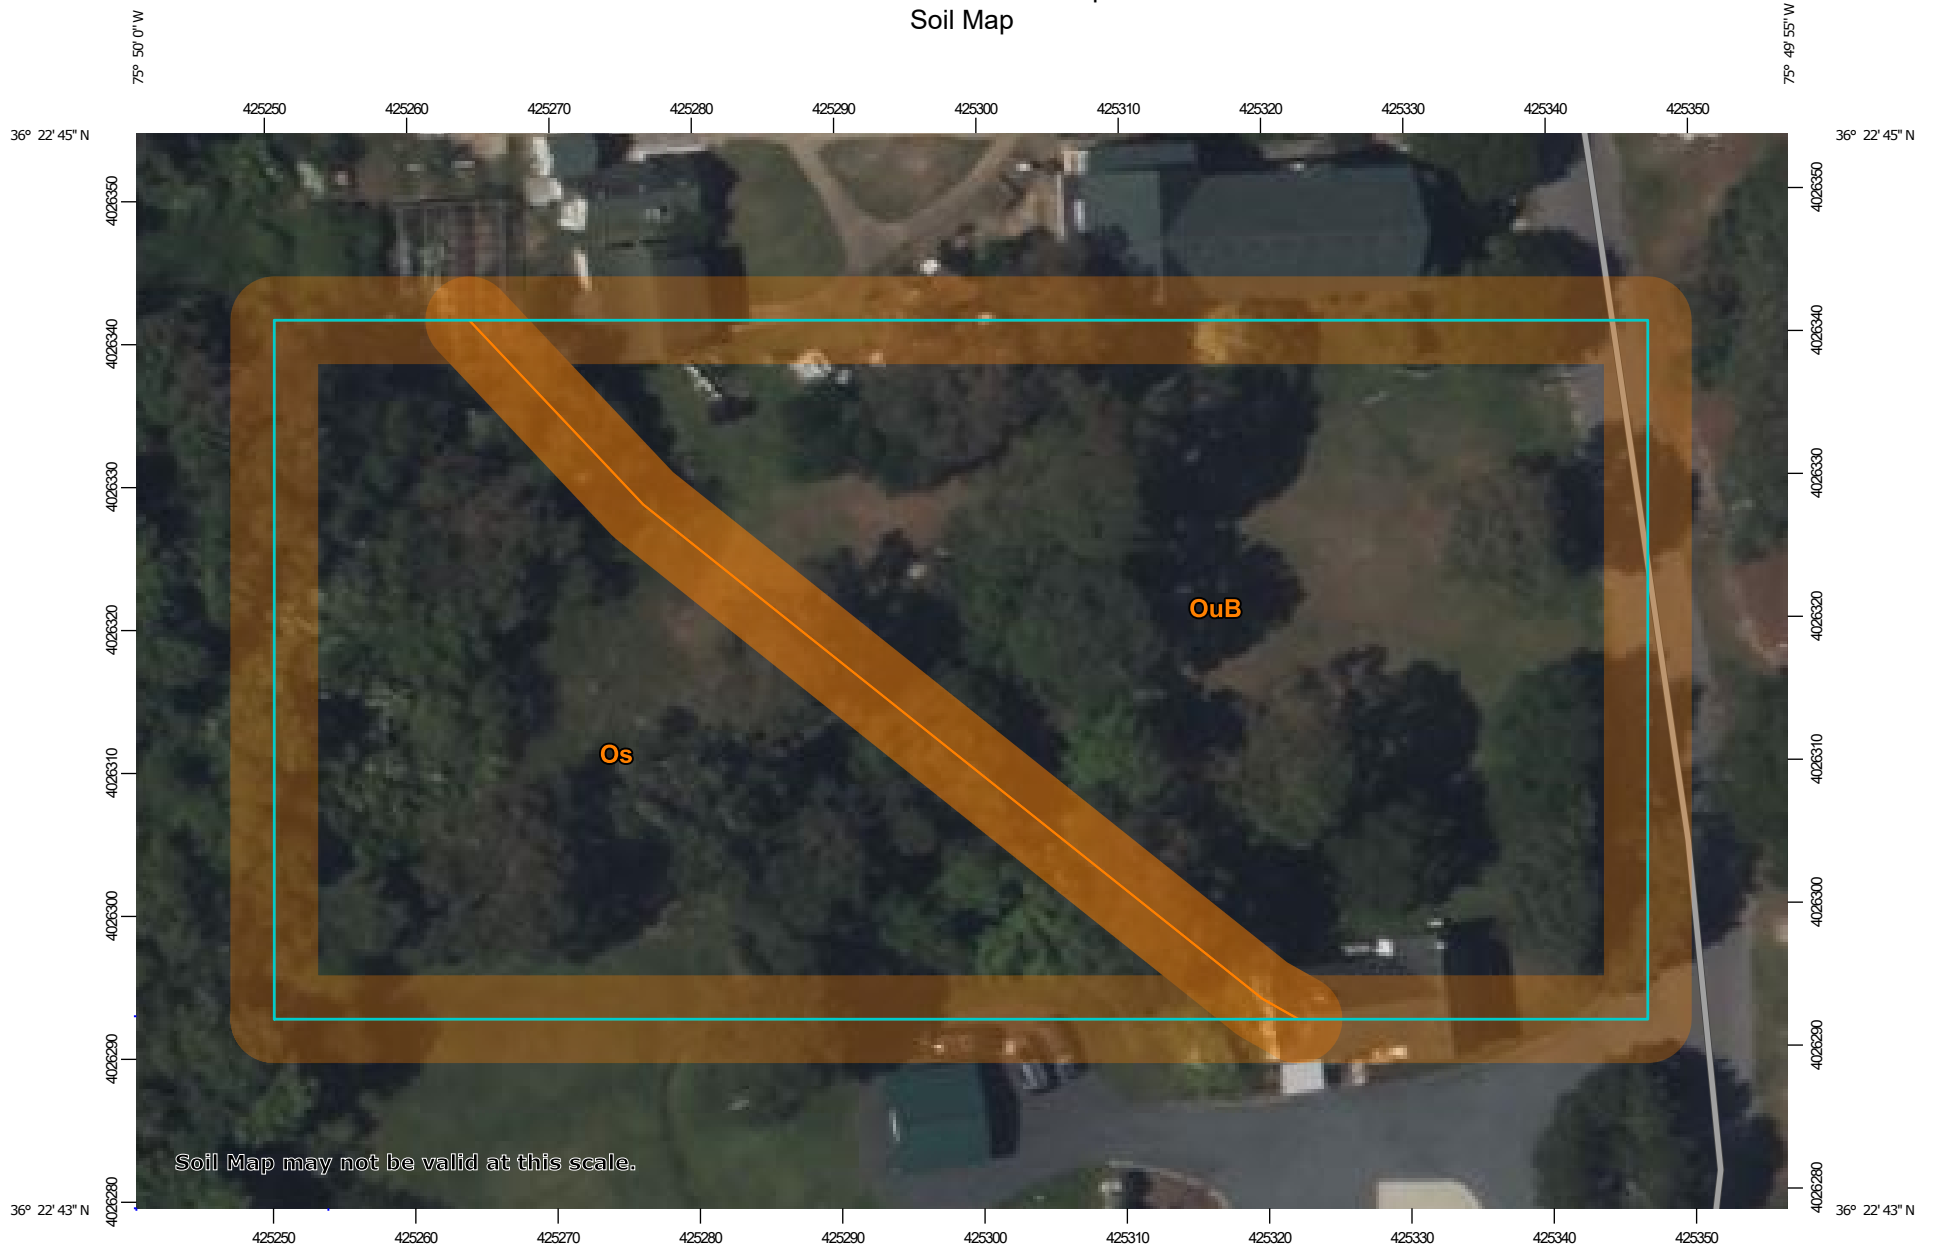 Soil Map
75° 50' 0" W
75° 49' 55" W
425250 425260 425270 425280 425290 425300 425310 425320 425330 425340 425350
36° 22' 45" N
36° 22' 45" N
4026350
4026350
4026340
4026340
4026330
4026330
4026320
4026320
OuB
Os
4026310
4026310
4026300
4026300
4026290
4026290
Soil Map may not be valid at this scale.
4026280
4026280
36° 22' 43" N
36° 22' 43" N
425250 425260 425270 425280 425290 425300 425310 425320 425330 425340 425350